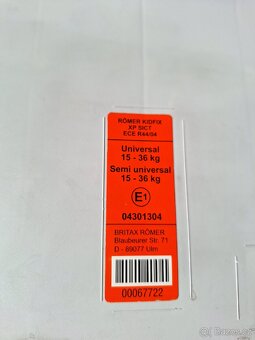 RÖMER KIDFIX
XP SICT
ECE R44/04
Universal
15 - 36 kg
Semi universal
15 - 36 kg
E1
04301304
BRITAX RÖMER
Blaubeurer Str. 71
D - 89077 Ulm
00067722